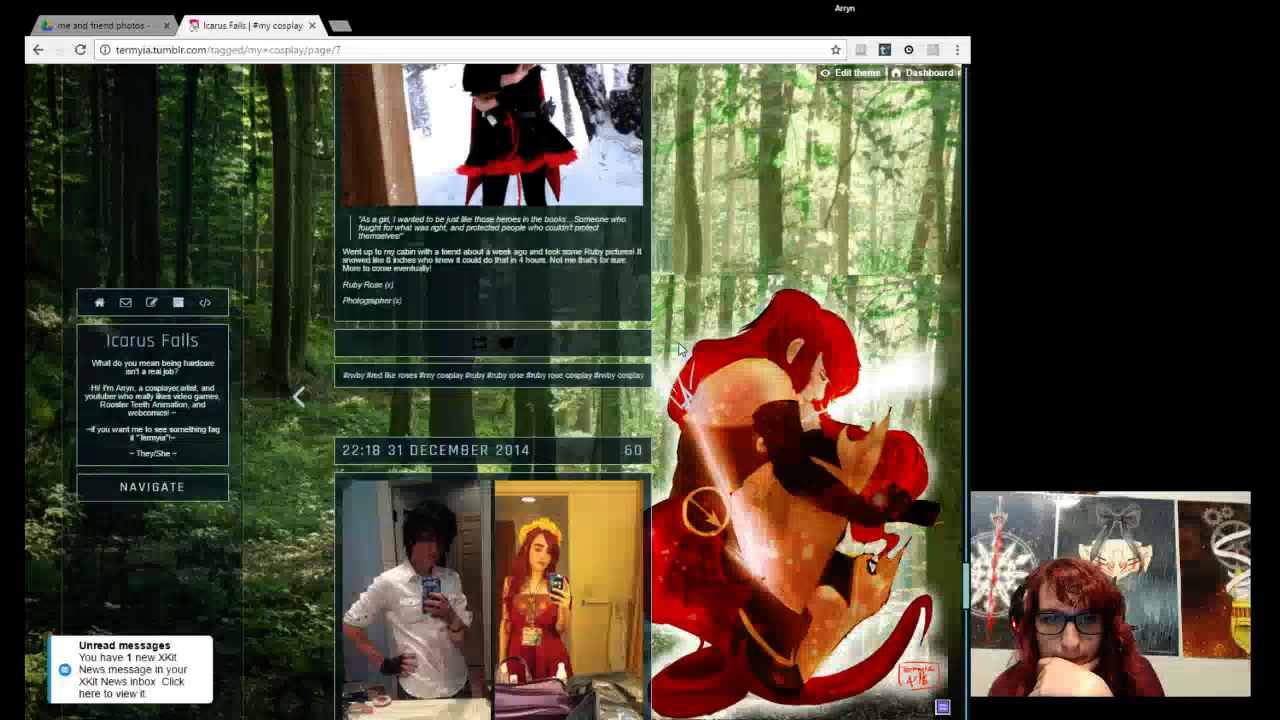 Arryn
me and friend photos -
Icarus Falls | #my cosplay
termyia.tumblr.com/tagged/my+cosplay/page/7
Edit theme
Dashboard
"As a girl, I wanted to be just like those heroes in the books...Someone who
fought for what was right, and protected people who couldn't protect
themselves!"
Went up to my cabin with a friend about a week ago and took some Ruby pictures! It
snowed like 8 inches who knew it could do that in 4 hours. Not me that's for sure.
More to come eventually!
Ruby Rose (x)
Photographer (x)
#rwby #red like roses #my cosplay #ruby #ruby rose #ruby rose cosplay #rwby cosplay
22:18 31 DECEMBER 2014
60
Icarus Falls
What do you mean being hardcore
isn't a real job?
Hi! I'm Arryn, a cosplayer,artist, and
youtuber who really likes video games,
Rooster Teeth Animation, and
webcomics! ~
~if you want me to see something tag
it "Termyia"!~
~ They/She ~
NAVIGATE
Unread messages
You have 1 new XKit
News message in your
XKit News inbox Click
here to view it.
Termyia